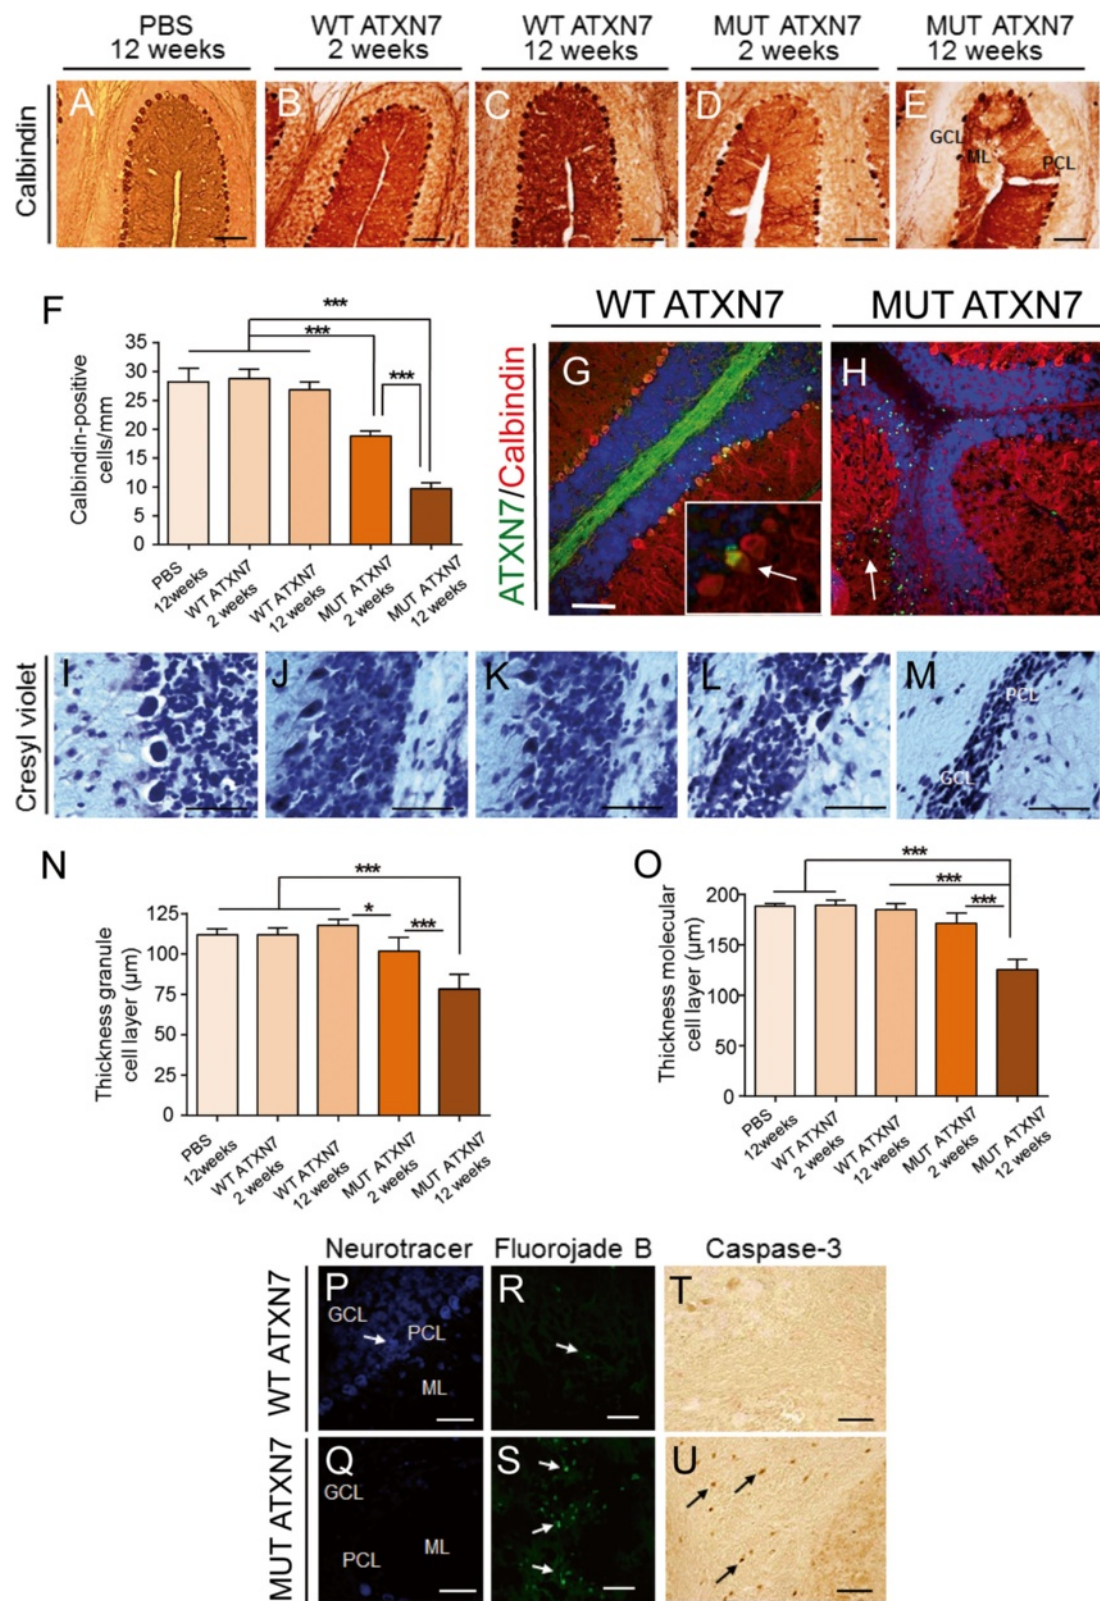 PBS
12 weeks
WT ATXN7
2 weeks
WT ATXN7
12 weeks
MUT ATXN7
2 weeks
MUT ATXN7
12 weeks
Calbindin
A
B
C
D
E
GCL
ML
PCL
F
Calbindin-positive
cells/mm
35
30
25
20
15
10
5
0
***
***
***
PBS
12weeks
WT ATXN7
2 weeks
WT ATXN7
12 weeks
MUT ATXN7
2 weeks
MUT ATXN7
12 weeks
WT ATXN7
MUT ATXN7
ATXN7/Calbindin
G
H
Cresyl violet
I
J
K
L
M
PCL
GCL
N
Thickness granule
cell layer (µm)
125
100
75
50
25
0
***
*
***
PBS
12weeks
WT ATXN7
2 weeks
WT ATXN7
12 weeks
MUT ATXN7
2 weeks
MUT ATXN7
12 weeks
O
Thickness molecular
cell layer (µm)
200
150
100
50
0
***
***
***
PBS
12weeks
WT ATXN7
2 weeks
WT ATXN7
12 weeks
MUT ATXN7
2 weeks
MUT ATXN7
12 weeks
Neurotracer
Fluorojade B
Caspase-3
WT ATXN7
P
GCL
PCL
ML
R
T
MUT ATXN7
Q
GCL
PCL
ML
S
U